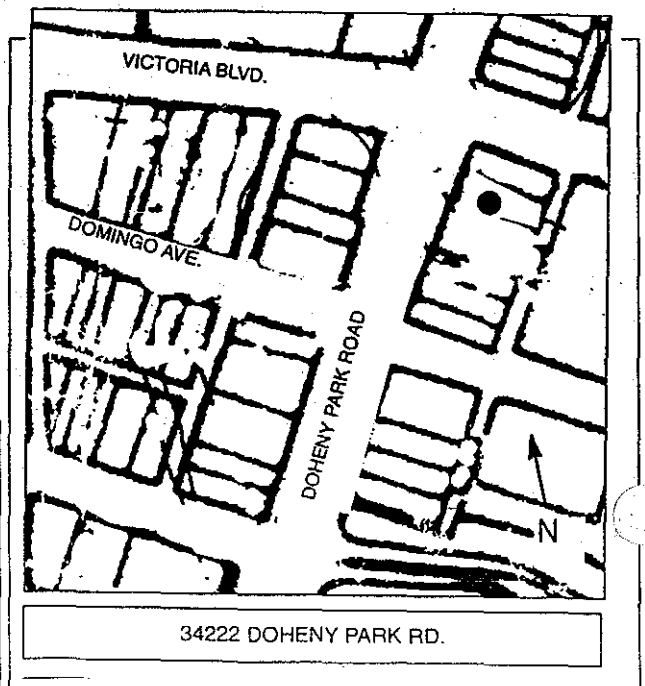 VICTORIA BLVD.
DOMINGO AVE.
DOHENY PARK ROAD
N
34222 DOHENY PARK RD.